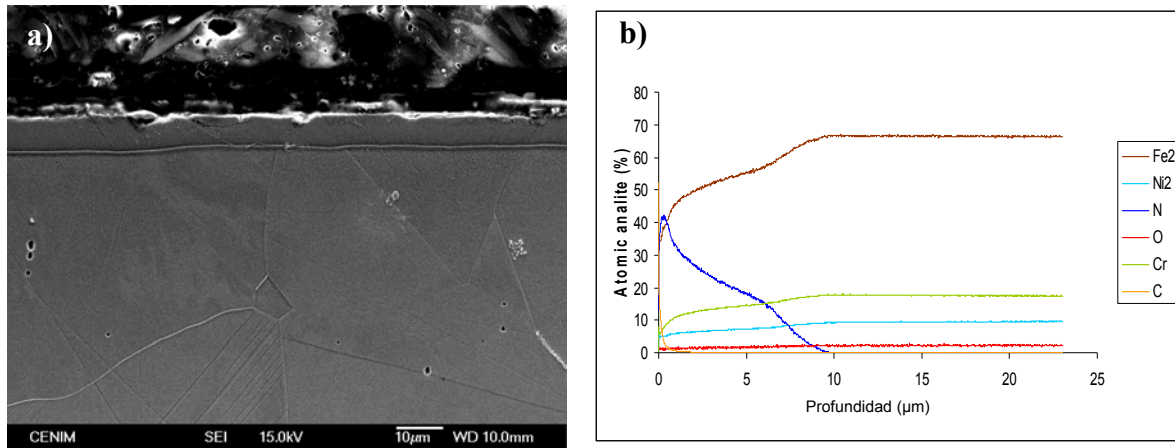 a)
CENIM SEI 15.0kV 10µm WD 10.0mm
b)
Atomic analite (%)
80
70
60
50
40
30
20
10
0
0 5 10 15 20 25
Profundidad (µm)
Fe2
Ni2
N
O
Cr
C